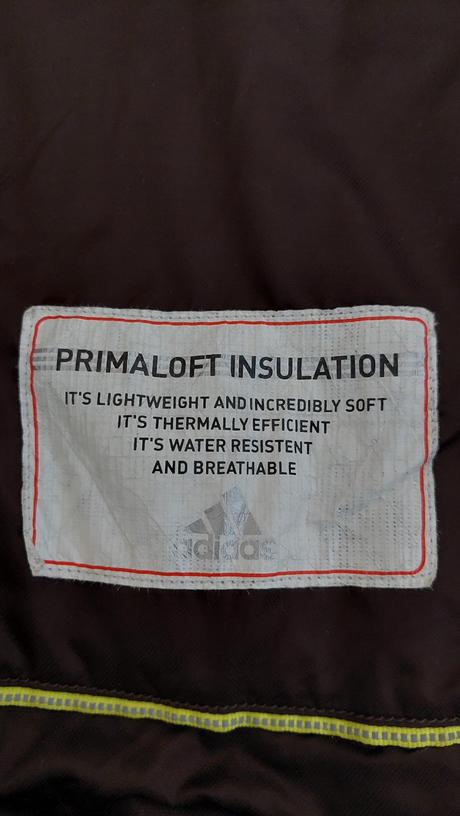 PRIMALOFT INSULATION
IT'S LIGHTWEIGHT AND INCREDIBLY SOFT
IT'S THERMALLY EFFICIENT
IT'S WATER RESISTENT
AND BREATHABLE
adidas